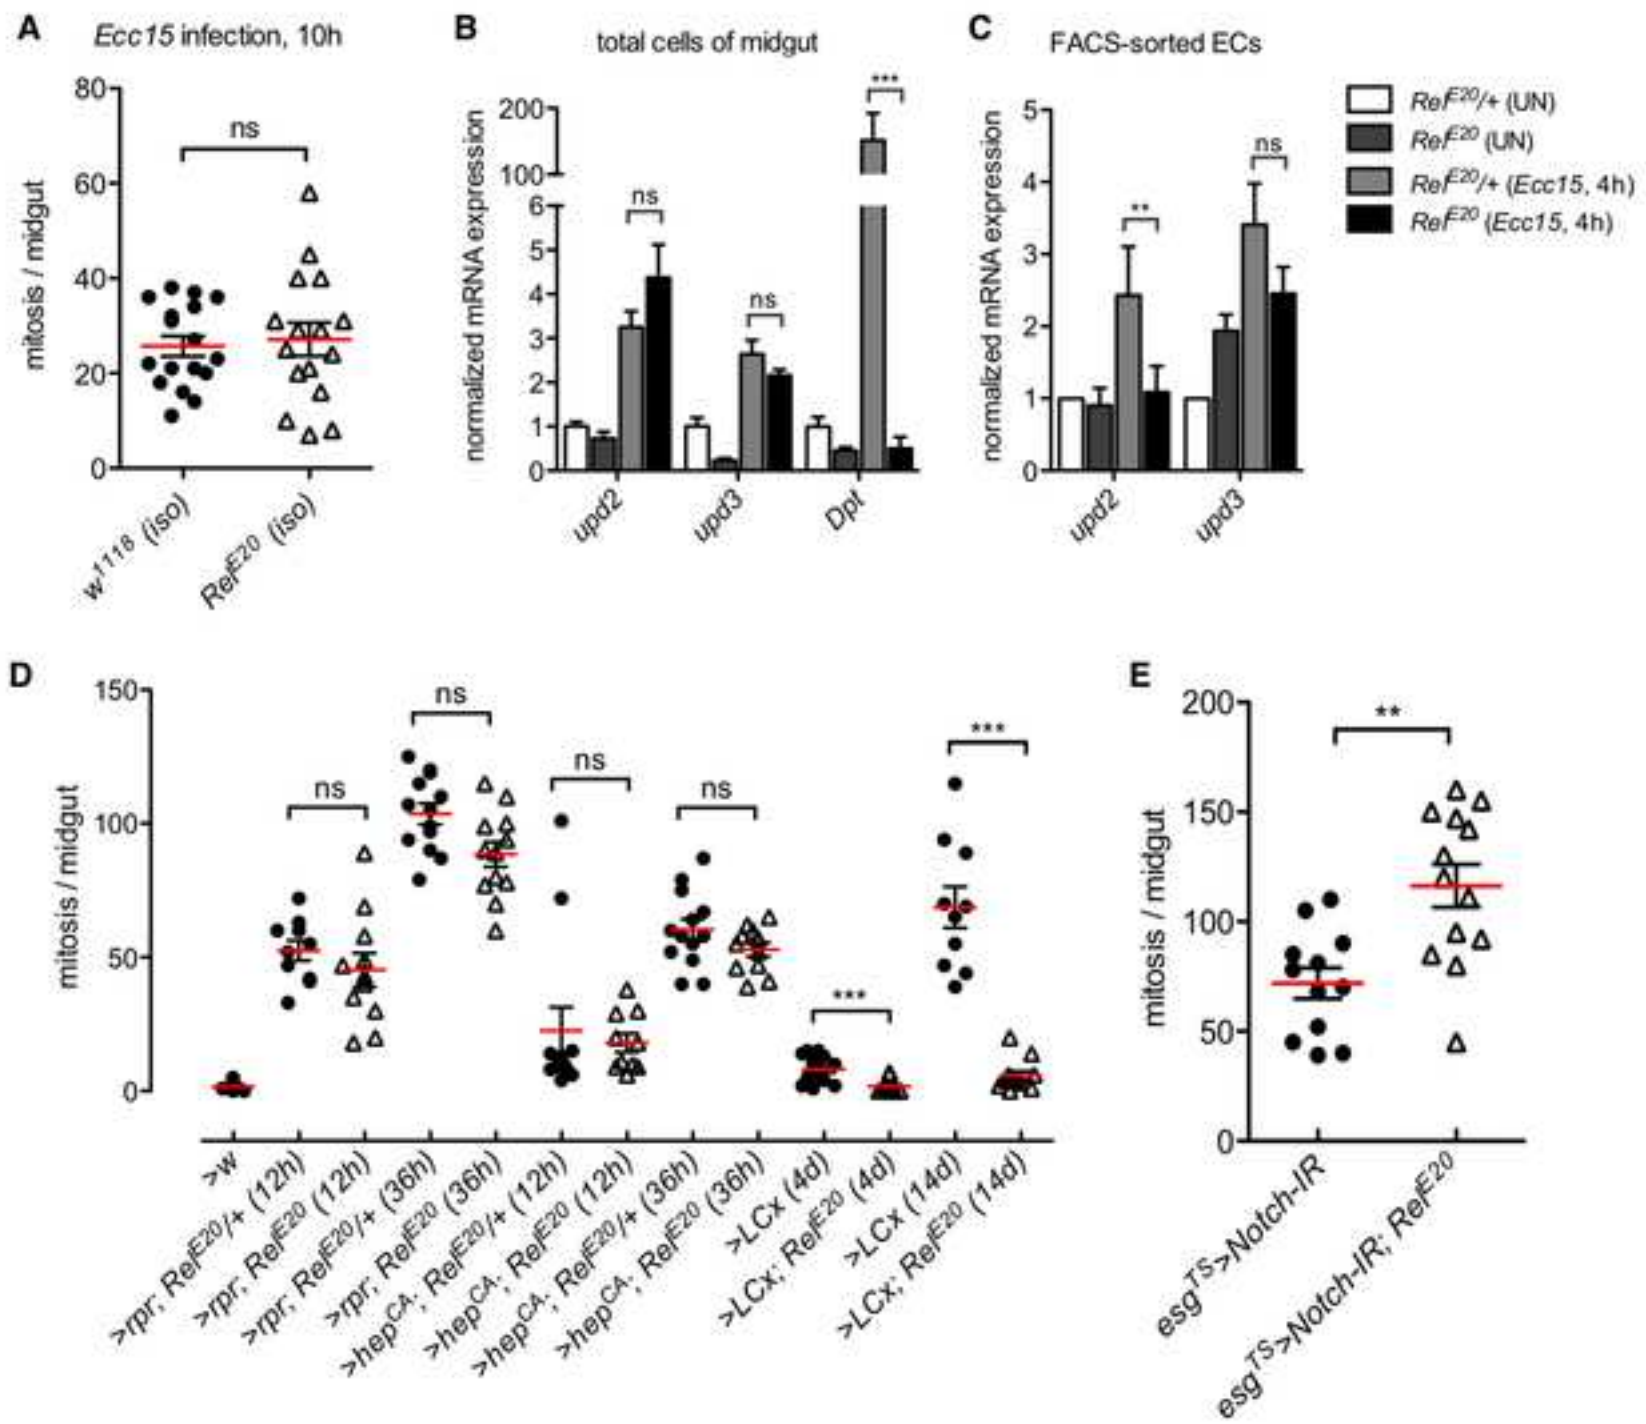 A
Ecc15 infection, 10h
mitosis / midgut
80
60
40
20
0
ns
w1118 (iso)
RelE20 (iso)
B
total cells of midgut
normalized mRNA expression
200
100
6
5
4
3
2
1
0
ns
ns
***
upd2
upd3
Dpt
C
FACS-sorted ECs
normalized mRNA expression
5
4
3
2
1
0
**
ns
upd2
upd3
RelE20/+ (UN)
RelE20 (UN)
RelE20/+ (Ecc15, 4h)
RelE20 (Ecc15, 4h)
D
mitosis / midgut
150
100
50
0
ns
ns
ns
ns
***
***
>w
>rpr; RelE20/+ (12h)
>rpr; RelE20 (12h)
>rpr; RelE20/+ (36h)
>rpr; RelE20 (36h)
>hepCA; RelE20/+ (12h)
>hepCA; RelE20 (12h)
>hepCA; RelE20/+ (36h)
>hepCA; RelE20 (36h)
>LCx (4d)
>LCx; RelE20 (4d)
>LCx (14d)
>LCx; RelE20 (14d)
E
mitosis / midgut
200
150
100
50
0
**
esgTS>Notch-IR
esgTS>Notch-IR; RelE20